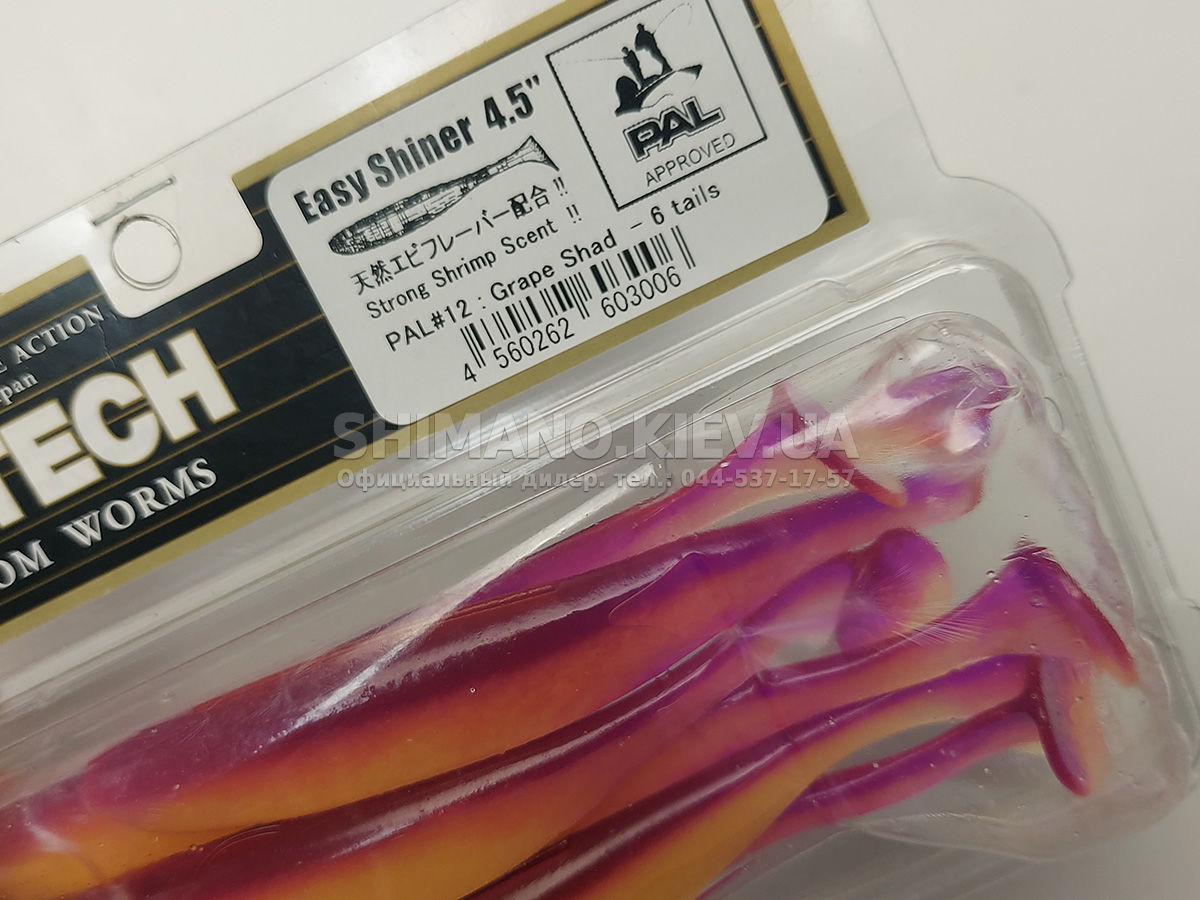 Easy Shiner 4.5"
天然エビフレーバー配合 !!
Strong Shrimp Scent !!
PAL#12 : Grape Shad - 6 tails
4 560262 603006
PAL
APPROVED
ACTION
TECH
OM WORMS
SHIMANO.KIEV.UA
Официальный дилер. тел.: 044-537-17-57